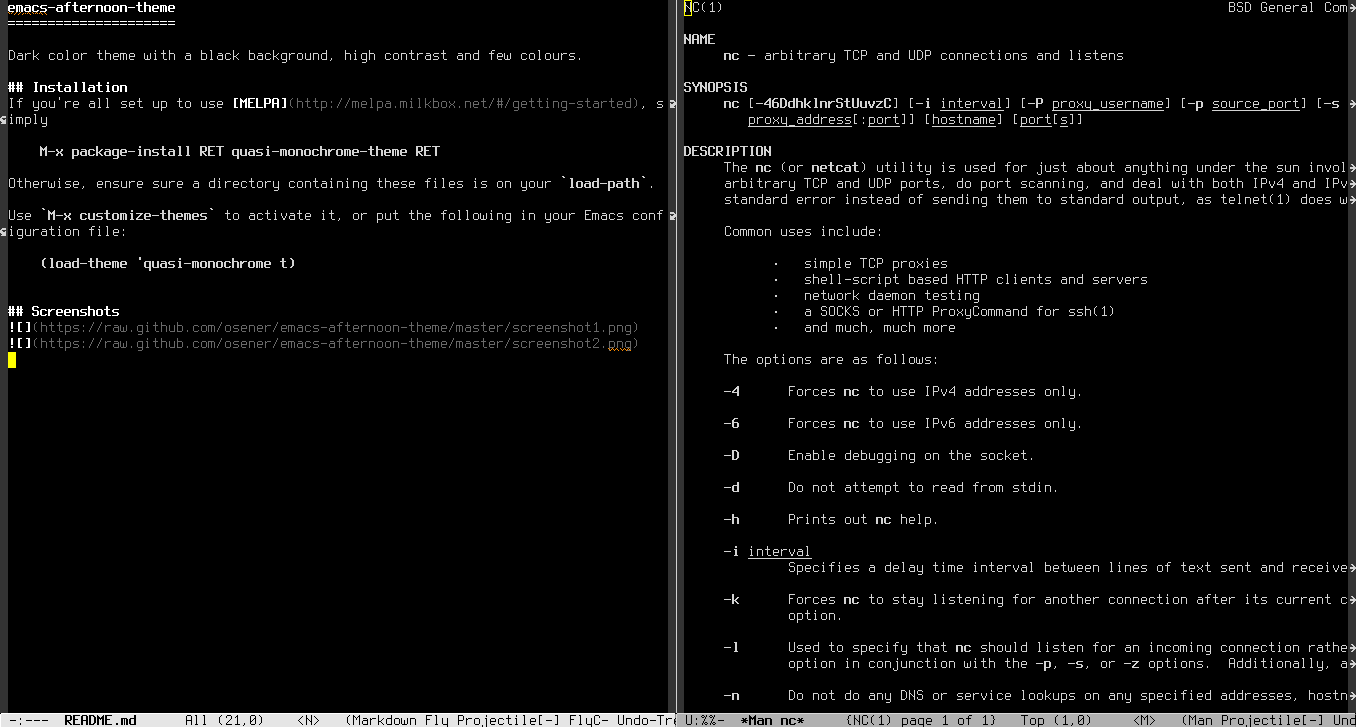 emacs-afternoon-theme
=====================
Dark color theme with a black background, high contrast and few colours.
## Installation
If you're all set up to use [MELPA](http://melpa.milkbox.net/#/getting-started), s
imply
M-x package-install RET quasi-monochrome-theme RET
Otherwise, ensure sure a directory containing these files is on your `load-path`.
Use `M-x customize-themes` to activate it, or put the following in your Emacs conf
iguration file:
(load-theme 'quasi-monochrome t)
## Screenshots
![](https://raw.github.com/osener/emacs-afternoon-theme/master/screenshot1.png)
![](https://raw.github.com/osener/emacs-afternoon-theme/master/screenshot2.png)
-:--- README.md All (21,0) <N> (Markdown Fly Projectile[-] FlyC- Undo-Tre
NC(1) BSD General Com
NAME
nc – arbitrary TCP and UDP connections and listens
SYNOPSIS
nc [-46DdhklnrStUuvzC] [-i interval] [-P proxy_username] [-p source_port] [-s
proxy_address[:port]] [hostname] [port[s]]
DESCRIPTION
The nc (or netcat) utility is used for just about anything under the sun invol
arbitrary TCP and UDP ports, do port scanning, and deal with both IPv4 and IPv
standard error instead of sending them to standard output, as telnet(1) does w
Common uses include:
· simple TCP proxies
· shell-script based HTTP clients and servers
· network daemon testing
· a SOCKS or HTTP ProxyCommand for ssh(1)
· and much, much more
The options are as follows:
-4 Forces nc to use IPv4 addresses only.
-6 Forces nc to use IPv6 addresses only.
-D Enable debugging on the socket.
-d Do not attempt to read from stdin.
-h Prints out nc help.
-i interval
Specifies a delay time interval between lines of text sent and receive
-k Forces nc to stay listening for another connection after its current c
option.
-l Used to specify that nc should listen for an incoming connection rathe
option in conjunction with the -p, -s, or -z options. Additionally, a
-n Do not do any DNS or service lookups on any specified addresses, hostn
U:%%- *Man nc* {NC(1) page 1 of 1} Top (1,0) <M> (Man Projectile[-] Und